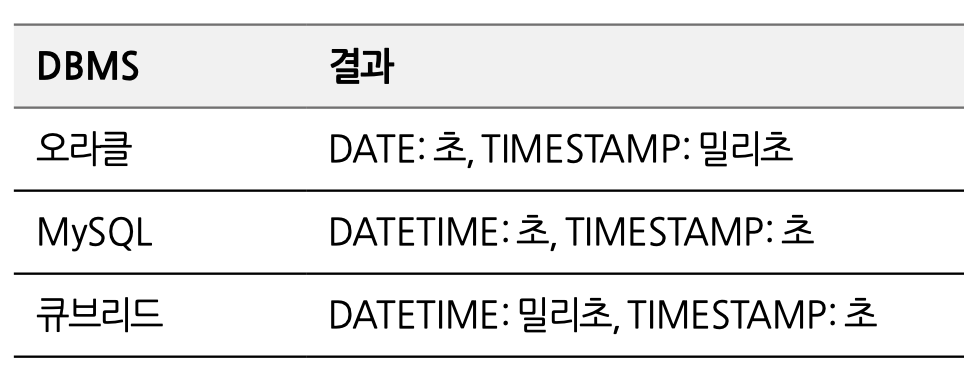 DBMS 결과
오라클 DATE: 초, TIMESTAMP: 밀리초
MySQL DATETIME: 초, TIMESTAMP: 초
큐브리드 DATETIME: 밀리초, TIMESTAMP: 초